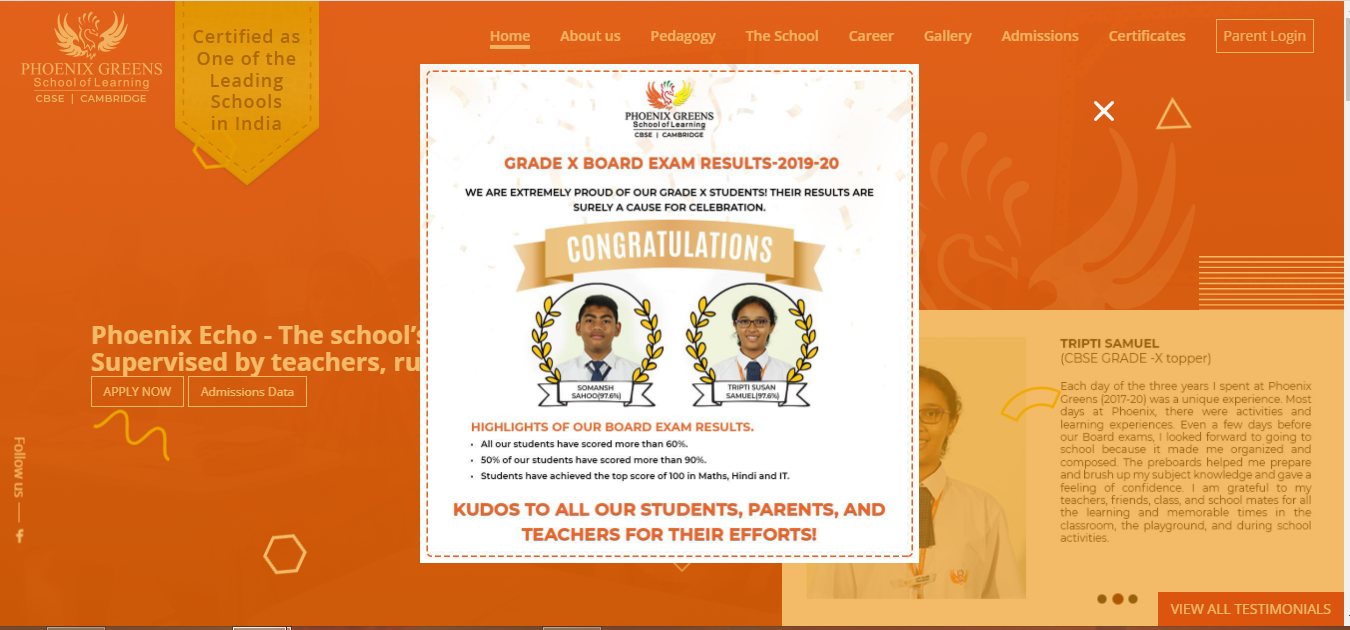 PHOENIX GREENS
School of Learning
CBSE | CAMBRIDGE
Certified as
One of the
Leading
Schools
in India
Home About us Pedagogy The School Career Gallery Admissions Certificates Parent Login
PHOENIX GREENS
School of Learning
CBSE | CAMBRIDGE
GRADE X BOARD EXAM RESULTS-2019-20
WE ARE EXTREMELY PROUD OF OUR GRADE X STUDENTS! THEIR RESULTS ARE
SURELY A CAUSE FOR CELEBRATION.
CONGRATULATIONS
SOMANSH
SAHOO(97.6%)
TRIPTI SUSAN
SAMUEL(97.6%)
HIGHLIGHTS OF OUR BOARD EXAM RESULTS.
• All our students have scored more than 60%.
• 50% of our students have scored more than 90%.
• Students have achieved the top score of 100 in Maths, Hindi and IT.
KUDOS TO ALL OUR STUDENTS, PARENTS, AND
TEACHERS FOR THEIR EFFORTS!
Phoenix Echo - The school's
Supervised by teachers, ru
APPLY NOW Admissions Data
Follow us
TRIPTI SAMUEL
(CBSE GRADE -X topper)
Each day of the three years I spent at Phoenix
Greens (2017-20) was a unique experience. Most
days at Phoenix, there were activities and
learning experiences. Even a few days before
our Board exams, I looked forward to going to
school because it made me organized and
composed. The preboards helped me prepare
and brush up my subject knowledge and gave a
feeling of confidence. I am grateful to my
teachers, friends, class, and school mates for all
the learning and memorable times in the
classroom, the playground, and during school
activities.
VIEW ALL TESTIMONIALS